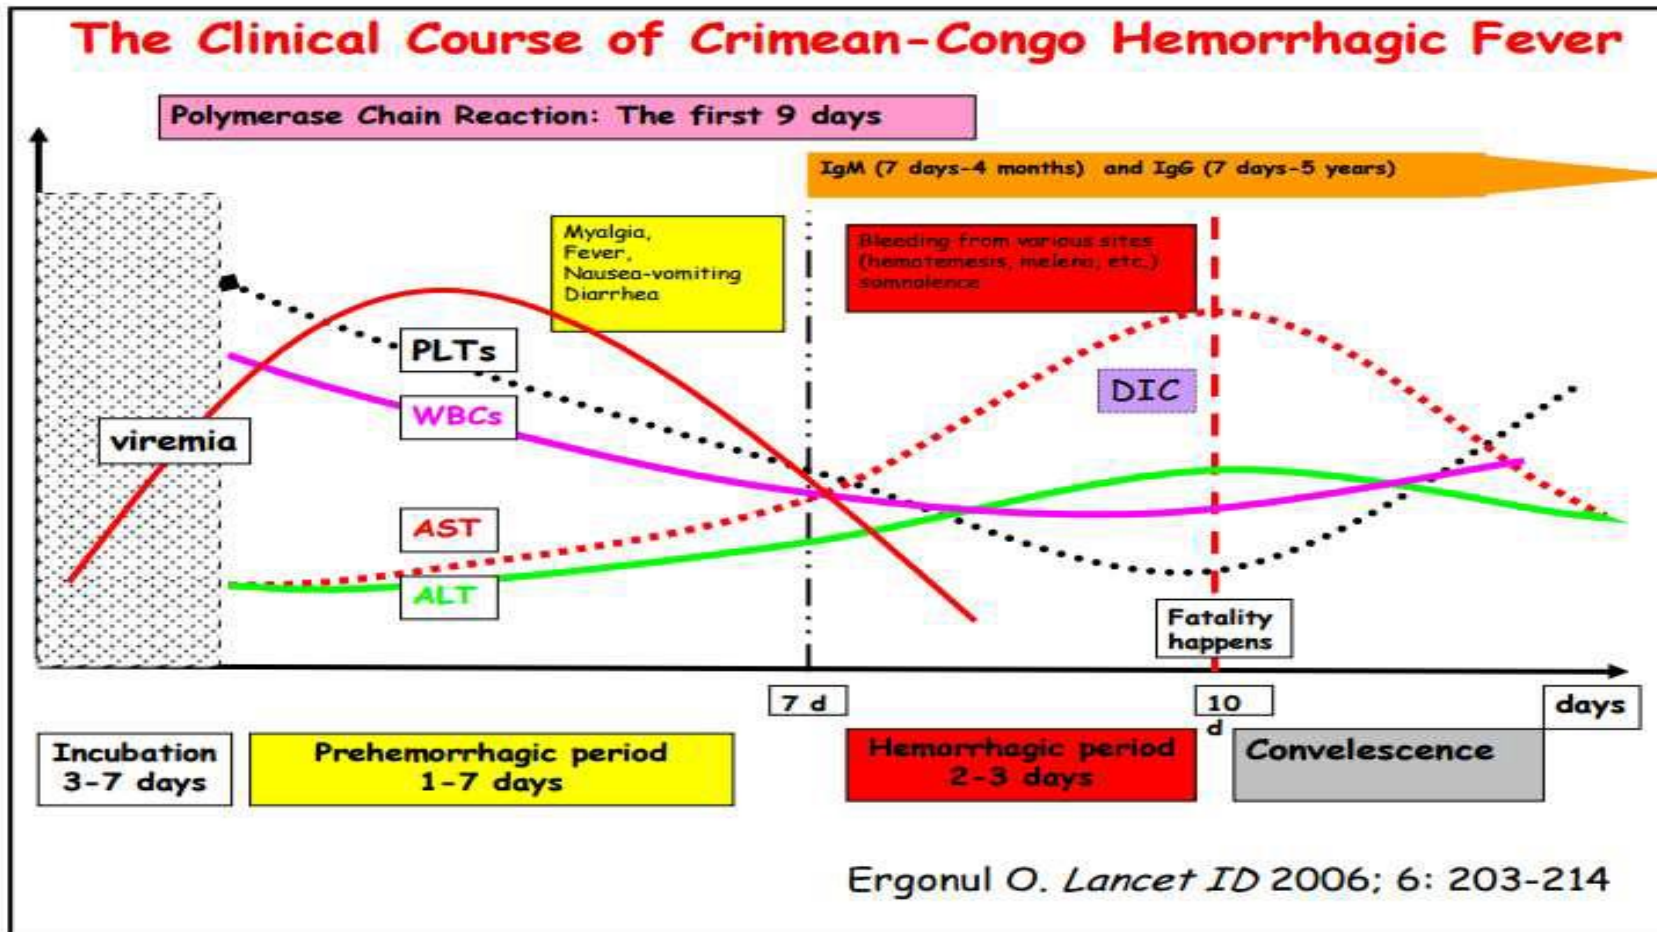 The Clinical Course of Crimean-Congo Hemorrhagic Fever
Polymerase Chain Reaction: The first 9 days
IgM (7 days-4 months) and IgG (7 days-5 years)
Myalgia,
Fever,
Nausea-vomiting
Diarrhea
Bleeding from various sites
(hematemesis, melena, etc.)
somnolence
PLTs
DIC
WBCs
viremia
AST
ALT
Fatality
happens
7 d
10
d
days
Incubation
3-7 days
Prehemorrhagic period
1-7 days
Hemorrhagic period
2-3 days
Convelescence
Ergonul O. Lancet ID 2006; 6: 203-214